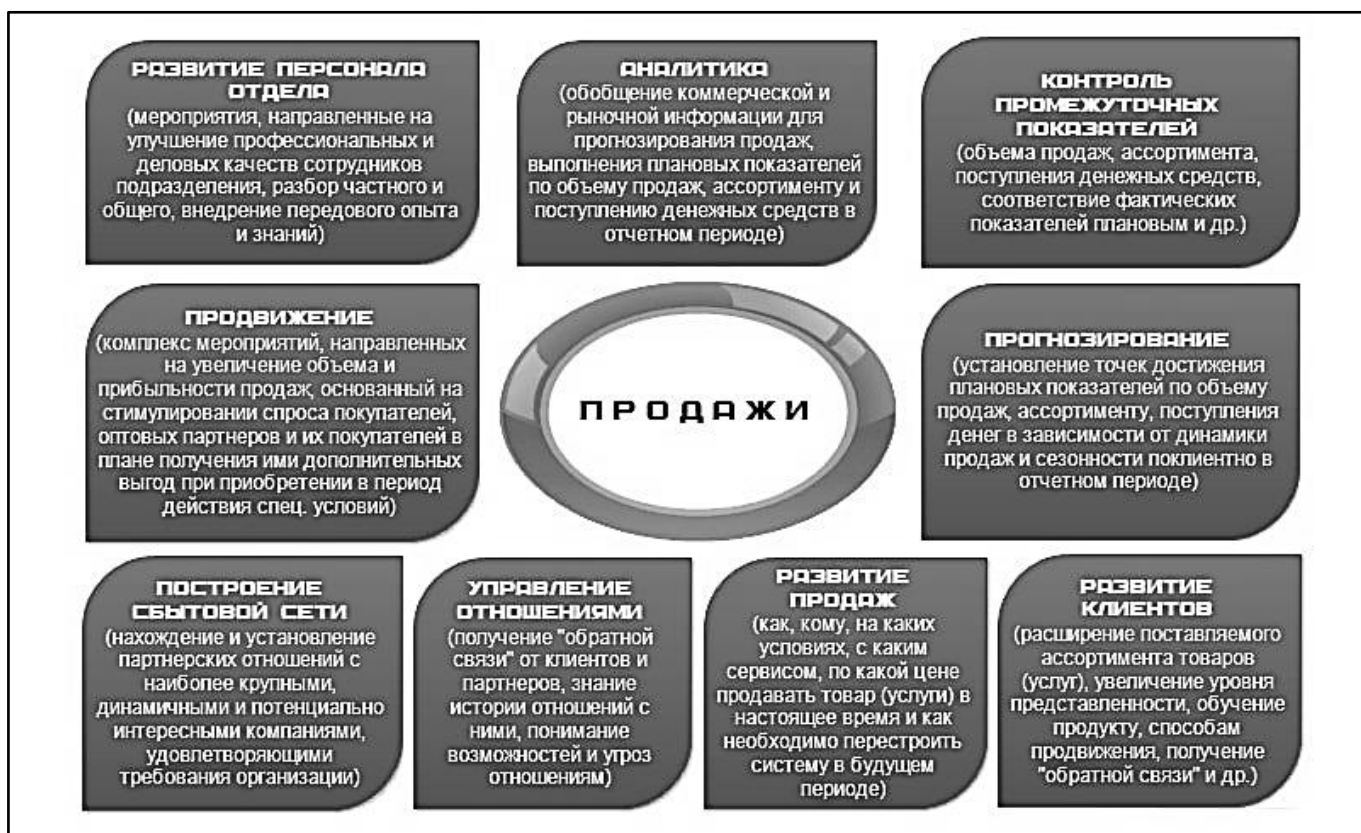 РАЗВИТИЕ ПЕРСОНАЛА
ОТДЕЛА
(мероприятия, направленные на
улучшение профессиональных и
деловых качеств сотрудников
подразделения, разбор частного и
общего, внедрение передового опыта
и знаний)
АНАЛИТИКА
(обобщение коммерческой и
рыночной информации для
прогнозирования продаж,
выполнения плановых показателей
по объему продаж, ассортименту и
поступлению денежных средств в
отчетном периоде)
КОНТРОЛЬ
ПРОМЕЖУТОЧНЫХ
ПОКАЗАТЕЛЕЙ
(объема продаж, ассортимента,
поступления денежных средств,
соответствие фактических
показателей плановым и др.)
ПРОДВИЖЕНИЕ
(комплекс мероприятий, направленных
на увеличение объема и
прибыльности продаж, основанный на
стимулировании спроса покупателей,
оптовых партнеров и их покупателей в
плане получения ими дополнительных
выгод при приобретении в период
действия спец. условий)
ПРОДАЖИ
ПРОГНОЗИРОВАНИЕ
(установление точек достижения
плановых показателей по объему
продаж, ассортименту, поступления
денег в зависимости от динамики
продаж и сезонности поклиентно в
отчетном периоде)
ПОСТРОЕНИЕ
СБЫТОВОЙ СЕТИ
(нахождение и установление
партнерских отношений с
наиболее крупными,
динамичными и потенциально
интересными компаниями,
удовлетворяющими
требования организации)
УПРАВЛЕНИЕ
ОТНОШЕНИЯМИ
(получение "обратной
связи" от клиентов и
партнеров, знание
истории отношений с
ними, понимание
возможностей и угроз
отношениям)
РАЗВИТИЕ
ПРОДАЖ
(как, кому, на каких
условиях, с каким
сервисом, по какой цене
продавать товар (услуги) в
настоящее время и как
необходимо перестроить
систему в будущем
периоде)
РАЗВИТИЕ
КЛИЕНТОВ
(расширение поставляемого
ассортимента товаров
(услуг), увеличение уровня
представленности, обучение
продукту, способам
продвижения, получение
"обратной связи" и др.)